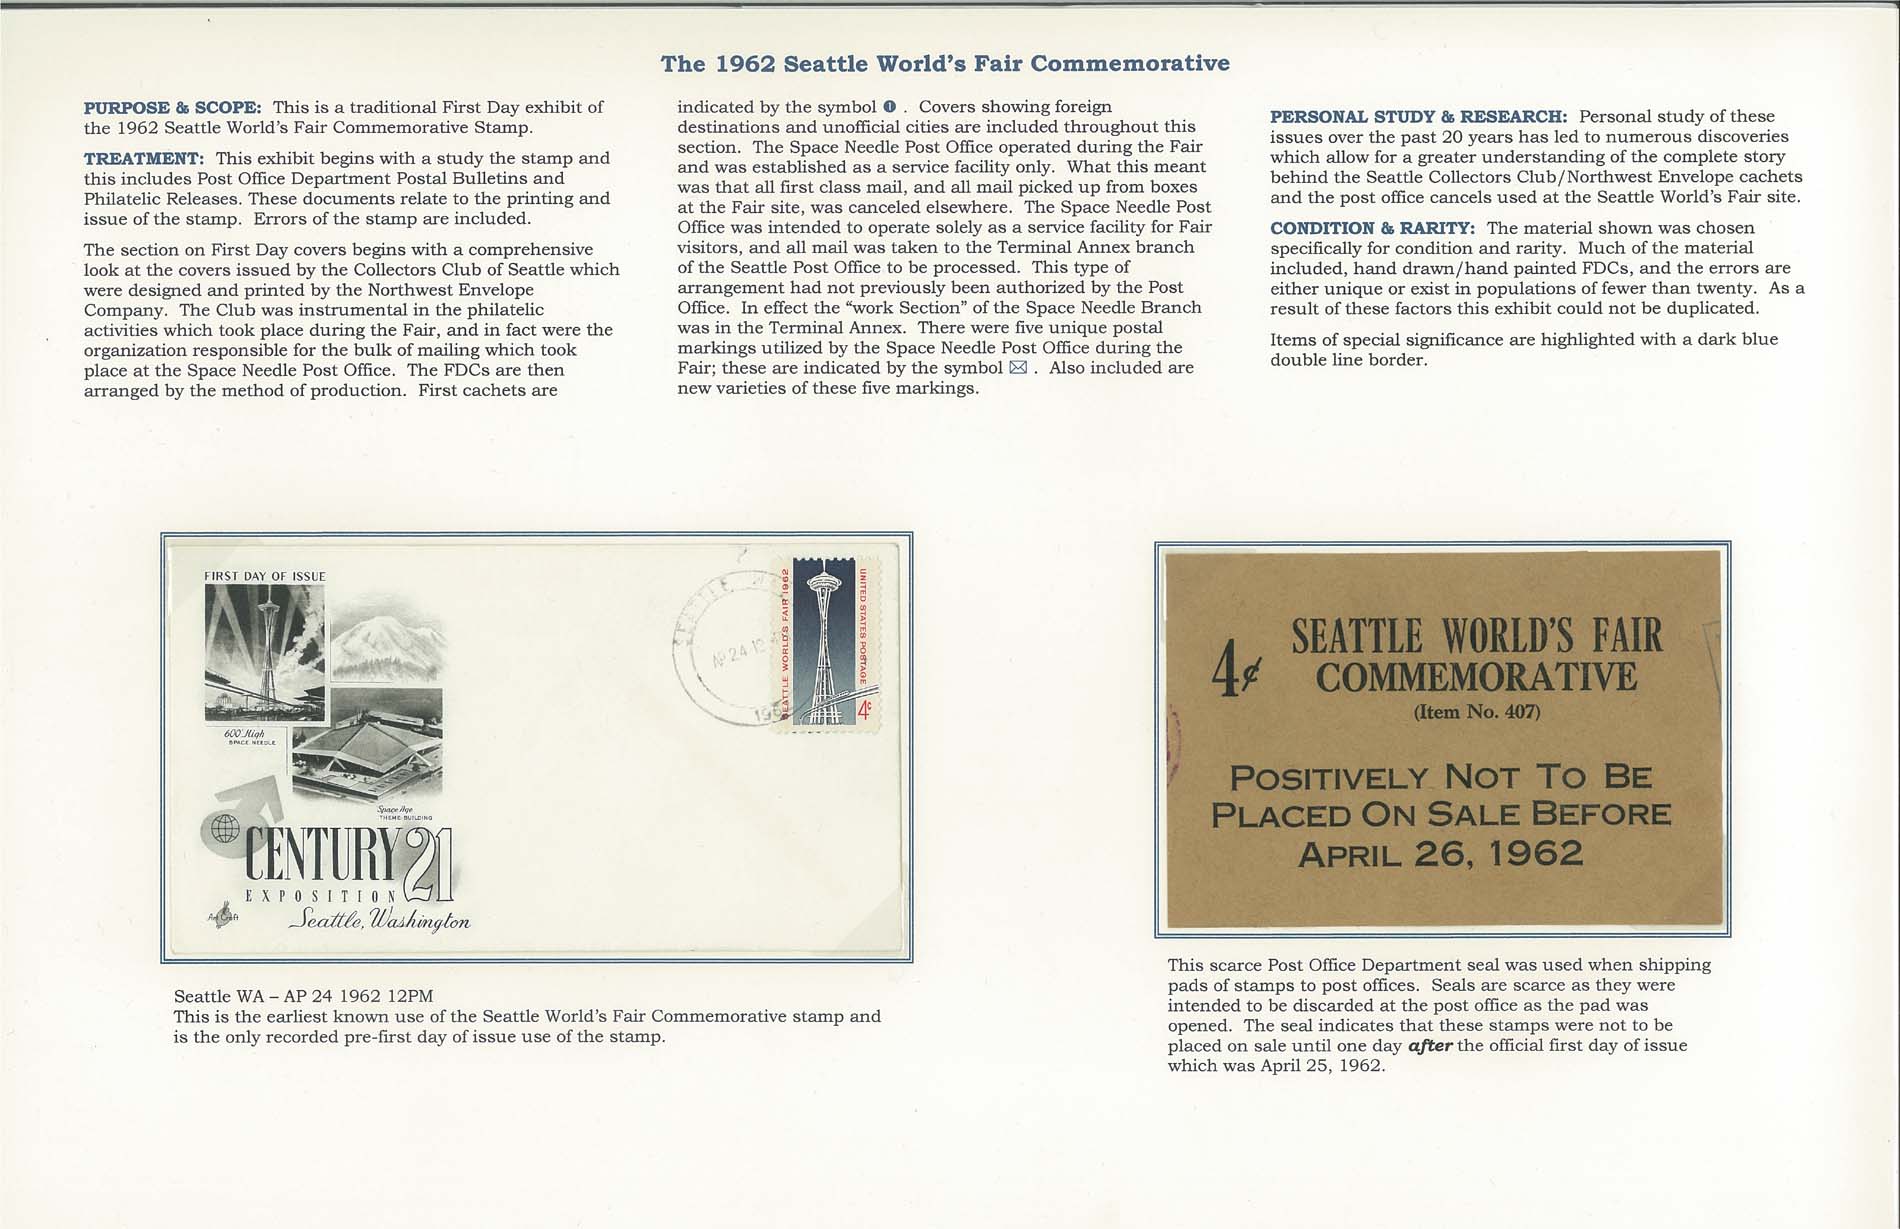 The 1962 Seattle World's Fair Commemorative
PURPOSE & SCOPE: This is a traditional First Day exhibit of
the 1962 Seattle World's Fair Commemorative Stamp.
TREATMENT: This exhibit begins with a study the stamp and
this includes Post Office Department Postal Bulletins and
Philatelic Releases. These documents relate to the printing and
issue of the stamp. Errors of the stamp are included.
The section on First Day covers begins with a comprehensive
look at the covers issued by the Collectors Club of Seattle which
were designed and printed by the Northwest Envelope
Company. The Club was instrumental in the philatelic
activities which took place during the Fair, and in fact were the
organization responsible for the bulk of mailing which took
place at the Space Needle Post Office. The FDCs are then
arranged by the method of production. First cachets are
indicated by the symbol ❶ . Covers showing foreign
destinations and unofficial cities are included throughout this
section. The Space Needle Post Office operated during the Fair
and was established as a service facility only. What this meant
was that all first class mail, and all mail picked up from boxes
at the Fair site, was canceled elsewhere. The Space Needle Post
Office was intended to operate solely as a service facility for Fair
visitors, and all mail was taken to the Terminal Annex branch
of the Seattle Post Office to be processed. This type of
arrangement had not previously been authorized by the Post
Office. In effect the “work Section” of the Space Needle Branch
was in the Terminal Annex. There were five unique postal
markings utilized by the Space Needle Post Office during the
Fair; these are indicated by the symbol ✉ . Also included are
new varieties of these five markings.
PERSONAL STUDY & RESEARCH: Personal study of these
issues over the past 20 years has led to numerous discoveries
which allow for a greater understanding of the complete story
behind the Seattle Collectors Club/Northwest Envelope cachets
and the post office cancels used at the Seattle World's Fair site.
CONDITION & RARITY: The material shown was chosen
specifically for condition and rarity. Much of the material
included, hand drawn/hand painted FDCs, and the errors are
either unique or exist in populations of fewer than twenty. As a
result of these factors this exhibit could not be duplicated.
Items of special significance are highlighted with a dark blue
double line border.
FIRST DAY OF ISSUE
600' High
SPACE NEEDLE
Space Age
THEME BUILDING
CENTURY 21
EXPOSITION
Seattle, Washington
Art Craft
SEATTLE
AP 24 12
SEATTLE WORLD'S FAIR 1962
UNITED STATES POSTAGE
4¢
Seattle WA – AP 24 1962 12PM
This is the earliest known use of the Seattle World's Fair Commemorative stamp and
is the only recorded pre-first day of issue use of the stamp.
4¢
SEATTLE WORLD'S FAIR
COMMEMORATIVE
(Item No. 407)
POSITIVELY NOT TO BE
PLACED ON SALE BEFORE
APRIL 26, 1962
This scarce Post Office Department seal was used when shipping
pads of stamps to post offices. Seals are scarce as they were
intended to be discarded at the post office as the pad was
opened. The seal indicates that these stamps were not to be
placed on sale until one day after the official first day of issue
which was April 25, 1962.